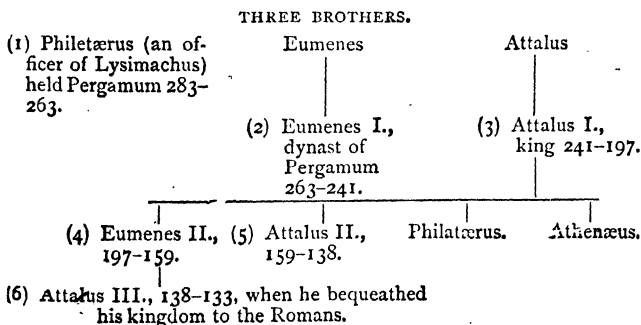 THREE BROTHERS.
(1) Philetærus (an of-
ficer of Lysimachus)
held Pergamum 283–
263.
Eumenes
Attalus
(2) Eumenes I.,
dynast of
Pergamum
263–241.
(3) Attalus I.,
king 241–197.
(4) Eumenes II.,
197–159.
(5) Attalus II.,
159–138.
Philatærus.
Athenæus.
(6) Attalus III., 138–133, when he bequeathed
his kingdom to the Romans.